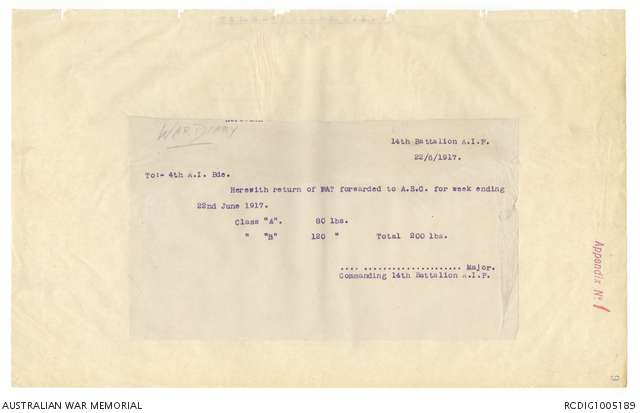 WAR DIARY
14th Battalion A.I.F.
22/6/1917.
To:- 4th A.I. Bde.
Herewith return of FAT forwarded to A.S.C. for week ending
22nd June 1917.
Class "A". 80 lbs.
" "B" 120 " Total 200 lbs.
.... ..................... Major.
Commanding 14th Battalion A.I.F.
Appendix No 1
9
AUSTRALIAN WAR MEMORIAL
RCDIG1005189